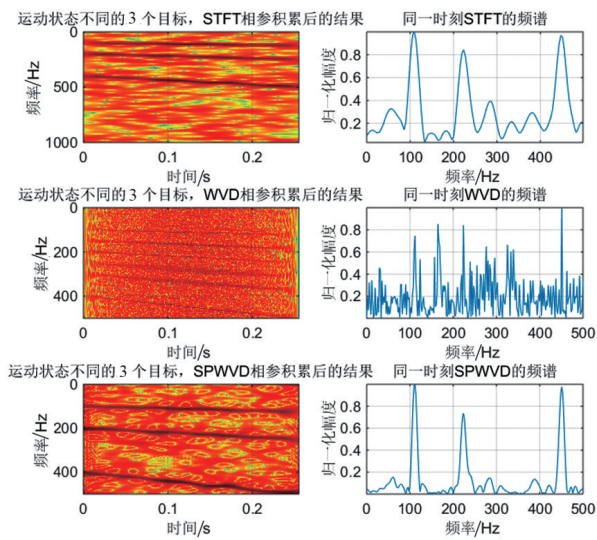 运动状态不同的3个目标，STFT相参积累后的结果
0
500
1000
频率/Hz
0
0.1
0.2
时间/s
同一时刻STFT的频谱
0.8
0.6
0.4
0.2
归一化幅度
0
100
200
300
400
500
频率/Hz
运动状态不同的3个目标，WVD相参积累后的结果
0
200
400
频率/Hz
0
0.1
0.2
时间/s
同一时刻WVD的频谱
0.8
0.6
0.4
0.2
归一化幅度
0
100
200
300
400
500
频率/Hz
运动状态不同的3个目标，SPWVD相参积累后的结果
0
200
400
频率/Hz
0
0.1
0.2
时间/s
同一时刻SPWVD的频谱
0.8
0.6
0.4
0.2
归一化幅度
0
100
200
300
400
500
频率/Hz